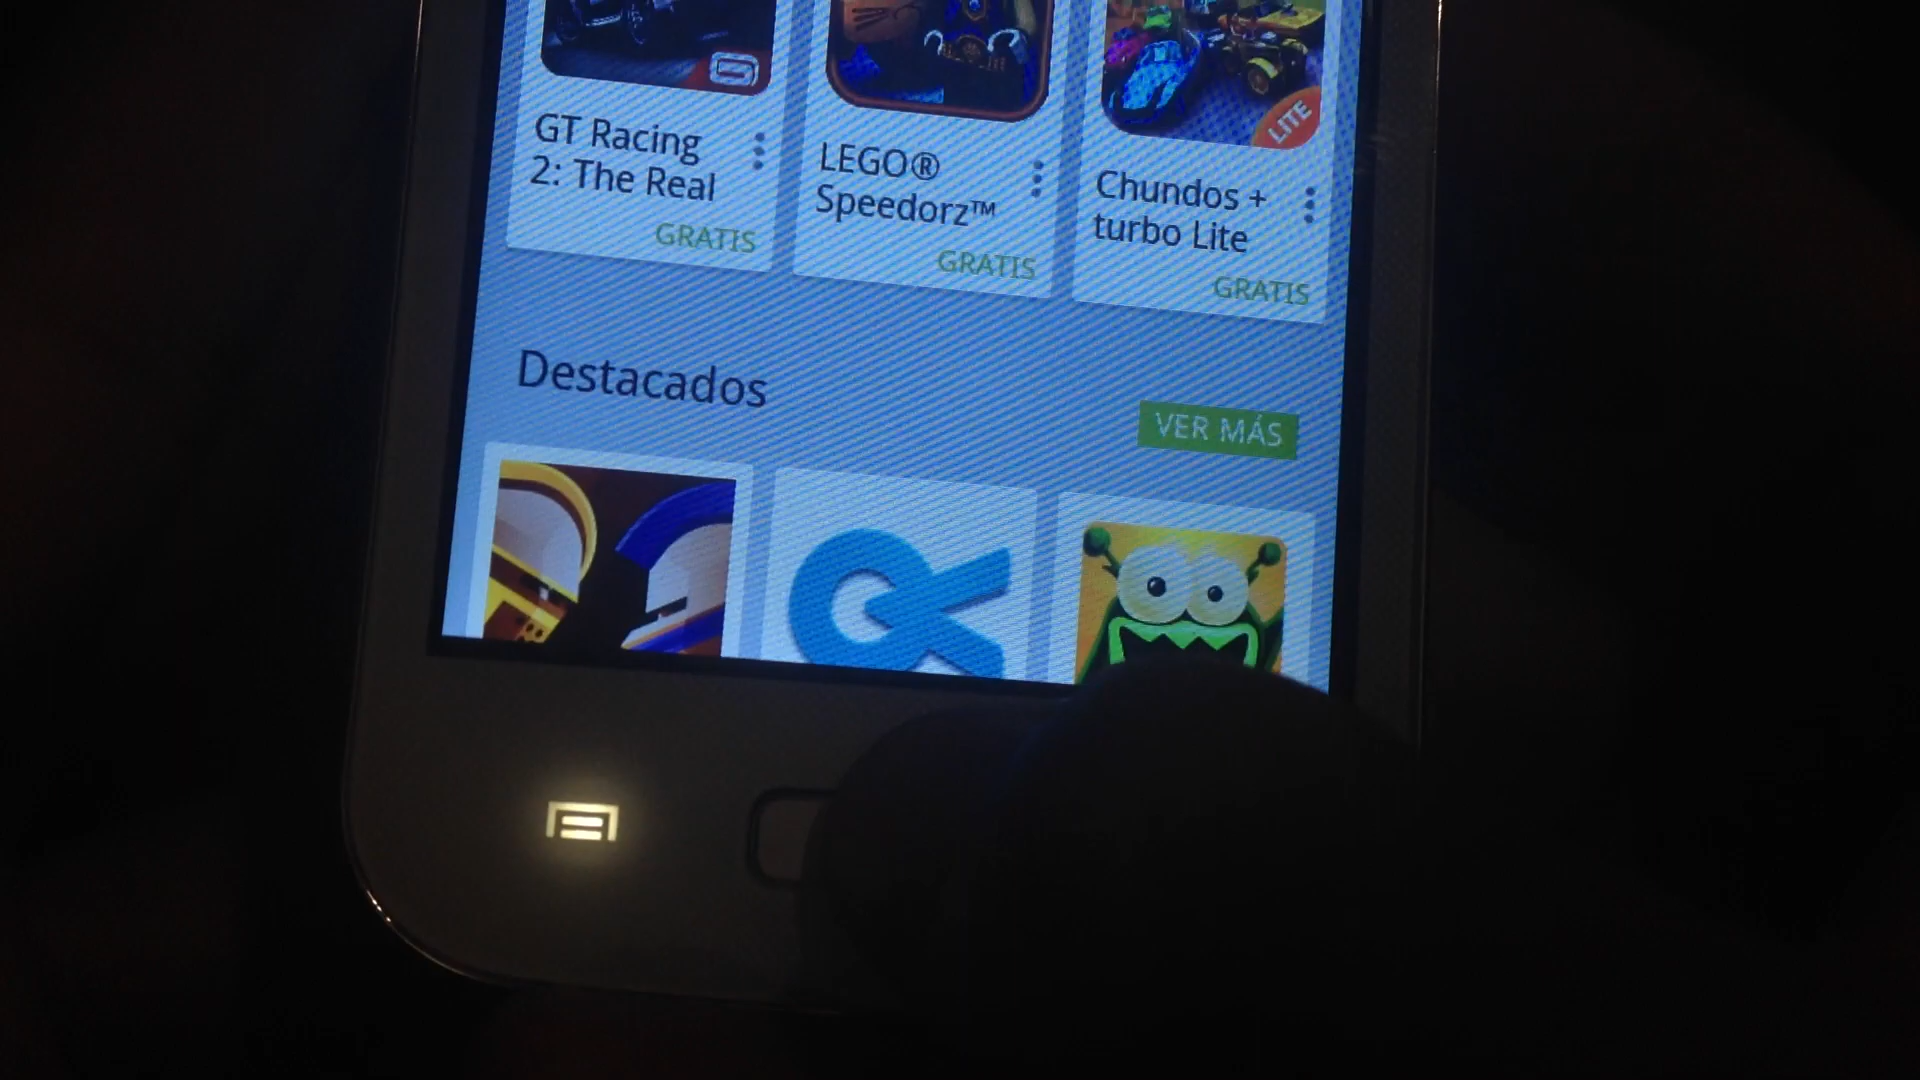 LITE
GT Racing
2: The Real
GRATIS
LEGO®
Speedorz™
GRATIS
Chundos +
turbo Lite
GRATIS
Destacados
VER MÁS